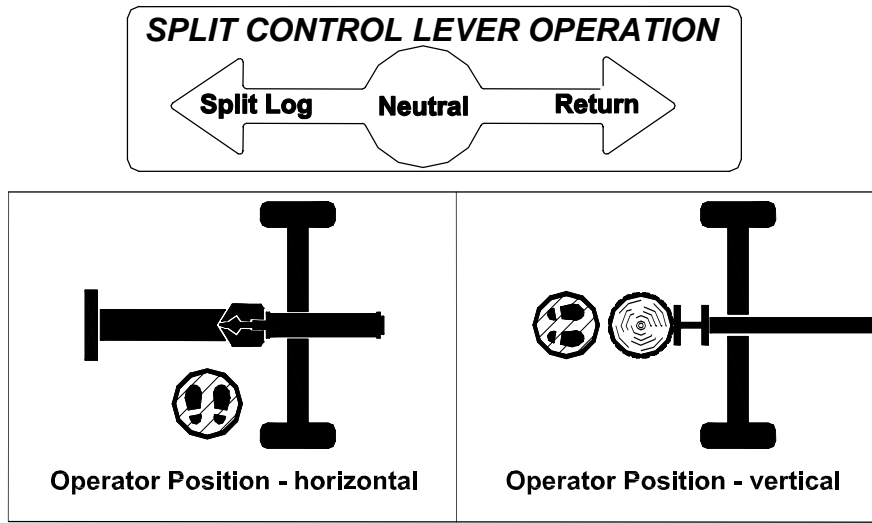 SPLIT CONTROL LEVER OPERATION
Split Log Neutral Return
Operator Position - horizontal
Operator Position - vertical